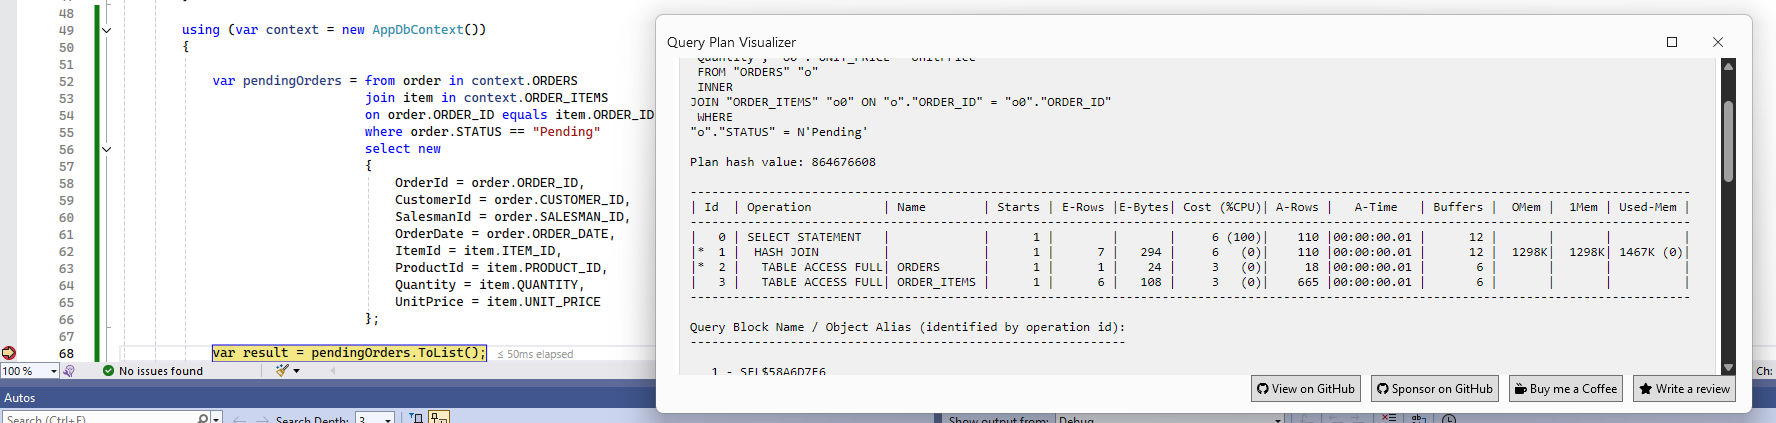 48
49 using (var context = new AppDbContext())
50 {
51
52 var pendingOrders = from order in context.ORDERS
53 join item in context.ORDER_ITEMS
54 on order.ORDER_ID equals item.ORDER_ID
55 where order.STATUS == "Pending"
56 select new
57 {
58 OrderId = order.ORDER_ID,
59 CustomerId = order.CUSTOMER_ID,
60 SalesmanId = order.SALESMAN_ID,
61 OrderDate = order.ORDER_DATE,
62 ItemId = item.ITEM_ID,
63 ProductId = item.PRODUCT_ID,
64 Quantity = item.QUANTITY,
65 UnitPrice = item.UNIT_PRICE
66 };
67
68 var result = pendingOrders.ToList(); ≤ 50ms elapsed
100 % No issues found
Ch:
Autos
Search (Ctrl+E) Search Depth: 3
Show output from: Debug
Query Plan Visualizer
Quantity", "o0"."UNIT_PRICE" "UnitPrice"
FROM "ORDERS" "o"
INNER
JOIN "ORDER_ITEMS" "o0" ON "o"."ORDER_ID" = "o0"."ORDER_ID"
WHERE
"o"."STATUS" = N'Pending'
Plan hash value: 864676608
-----------------------------------------------------------------------------------------------------------------------------------------
| Id | Operation | Name | Starts | E-Rows |E-Bytes| Cost (%CPU)| A-Rows | A-Time | Buffers | OMem | 1Mem | Used-Mem |
-----------------------------------------------------------------------------------------------------------------------------------------
| 0 | SELECT STATEMENT | | 1 | | | 6 (100)| 110 |00:00:00.01 | 12 | | | |
|* 1 | HASH JOIN | | 1 | 7 | 294 | 6 (0)| 110 |00:00:00.01 | 12 | 1298K| 1298K| 1467K (0)|
|* 2 | TABLE ACCESS FULL| ORDERS | 1 | 1 | 24 | 3 (0)| 18 |00:00:00.01 | 6 | | | |
| 3 | TABLE ACCESS FULL| ORDER_ITEMS | 1 | 6 | 108 | 3 (0)| 665 |00:00:00.01 | 6 | | | |
-----------------------------------------------------------------------------------------------------------------------------------------
Query Block Name / Object Alias (identified by operation id):
-------------------------------------------------------------
1 - SEL$58A6D7F6
View on GitHub
Sponsor on GitHub
Buy me a Coffee
Write a review